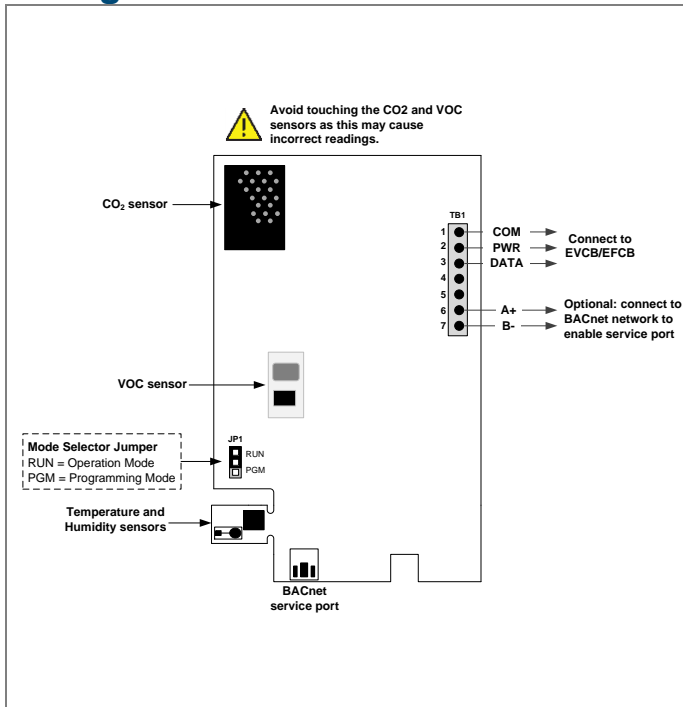 Avoid touching the CO2 and VOC
sensors as this may cause
incorrect readings.
CO₂ sensor
TB1
1
COM
2
PWR
3
DATA
4
5
6
A+
7
B-
Connect to
EVCB/EFCB
Optional: connect to
BACnet network to
enable service port
VOC sensor
Mode Selector Jumper
RUN = Operation Mode
PGM = Programming Mode
JP1
RUN
PGM
Temperature and
Humidity sensors
BACnet
service port